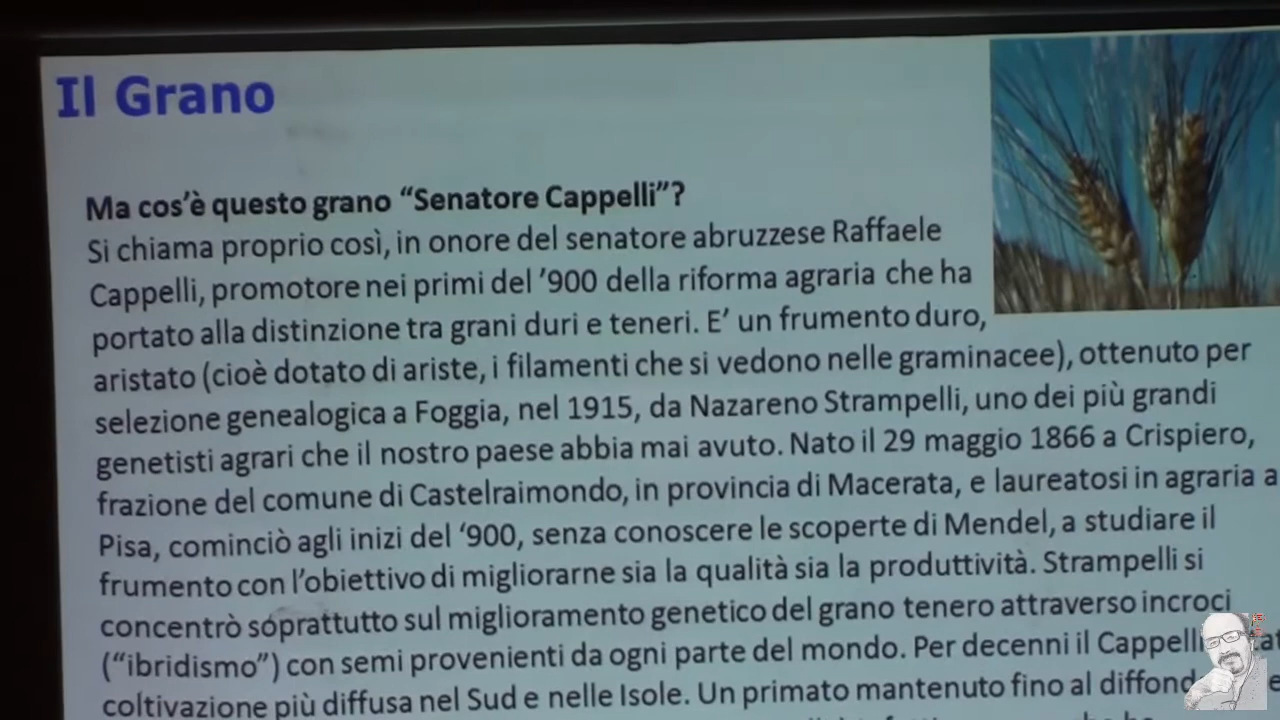 Il Grano
Ma cos'è questo grano “Senatore Cappelli”?
Si chiama proprio così, in onore del senatore abruzzese Raffaele
Cappelli, promotore nei primi del '900 della riforma agraria che ha
portato alla distinzione tra grani duri e teneri. E' un frumento duro,
aristato (cioè dotato di ariste, i filamenti che si vedono nelle graminacee), ottenuto per
selezione genealogica a Foggia, nel 1915, da Nazareno Strampelli, uno dei più grandi
genetisti agrari che il nostro paese abbia mai avuto. Nato il 29 maggio 1866 a Crispiero,
frazione del comune di Castelraimondo, in provincia di Macerata, e laureatosi in agraria a
Pisa, cominciò agli inizi del ‘900, senza conoscere le scoperte di Mendel, a studiare il
frumento con l'obiettivo di migliorarne sia la qualità sia la produttività. Strampelli si
concentrò soprattutto sul miglioramento genetico del grano tenero attraverso incroci
(“ibridismo”) con semi provenienti da ogni parte del mondo. Per decenni il Cappelli
coltivazione più diffusa nel Sud e nelle Isole. Un primato mantenuto fino al